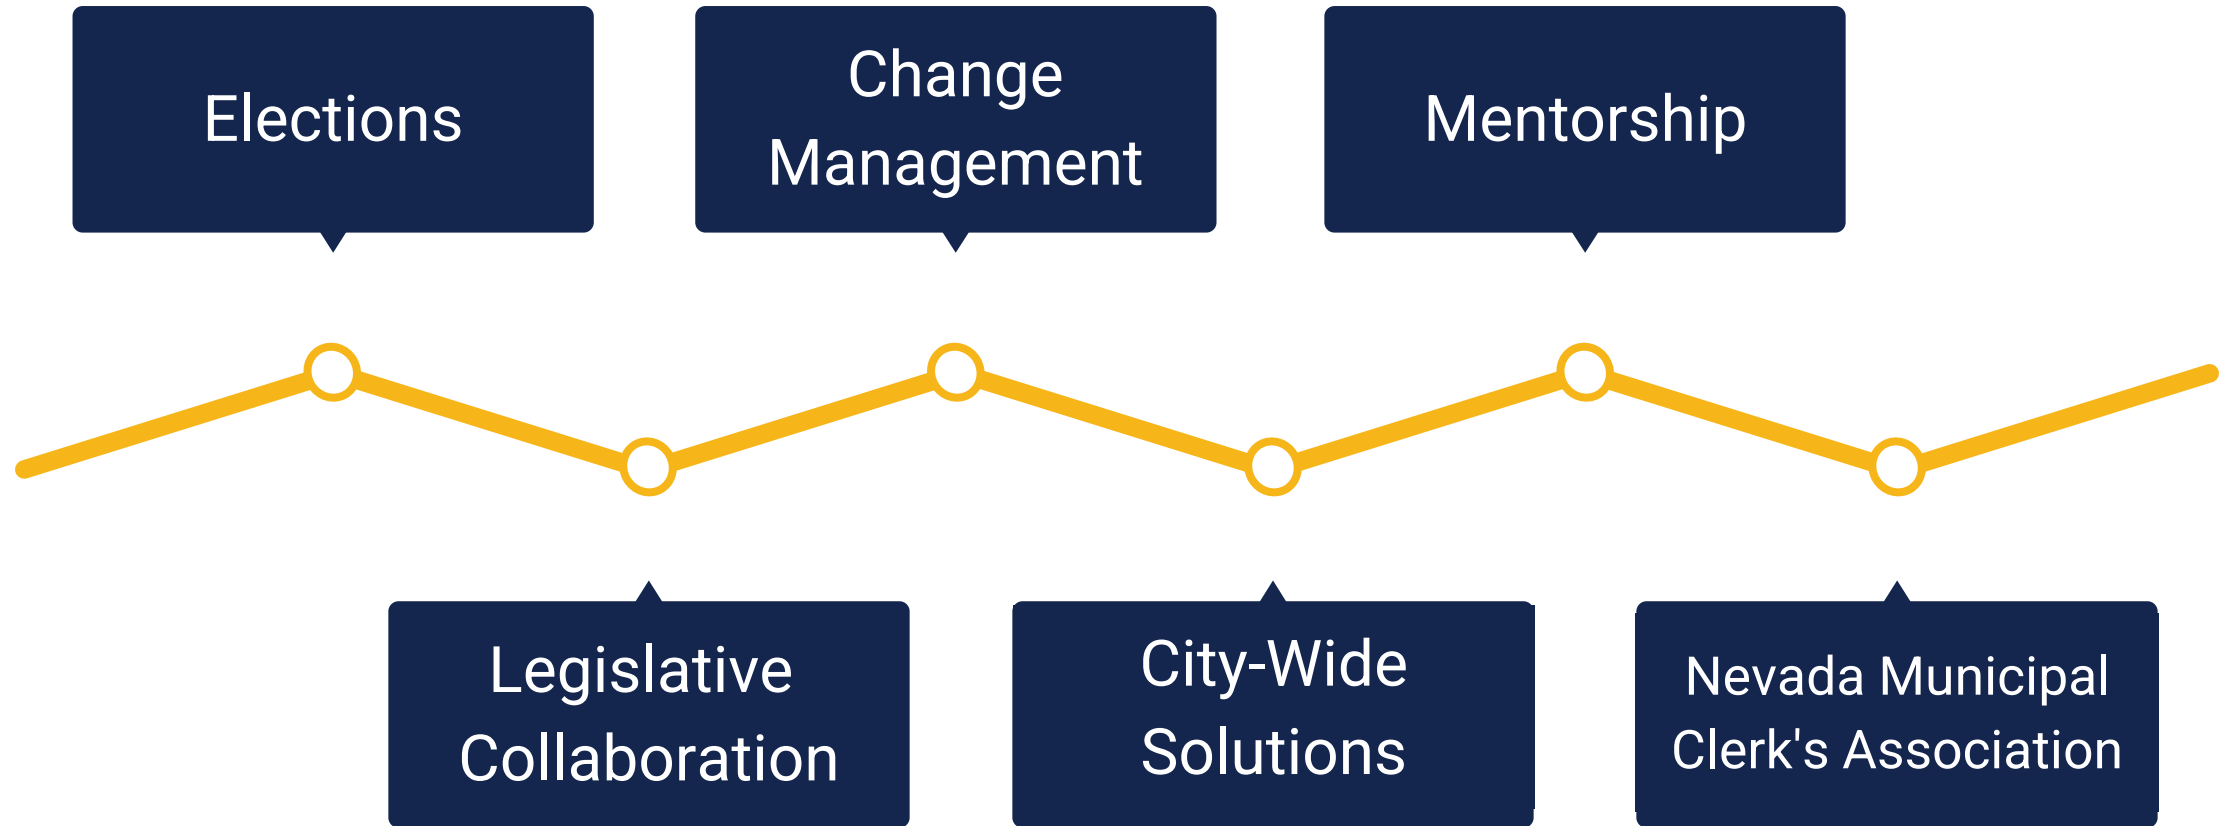 Elections
Change
Management
Mentorship
Legislative
Collaboration
City-Wide
Solutions
Nevada Municipal
Clerk's Association